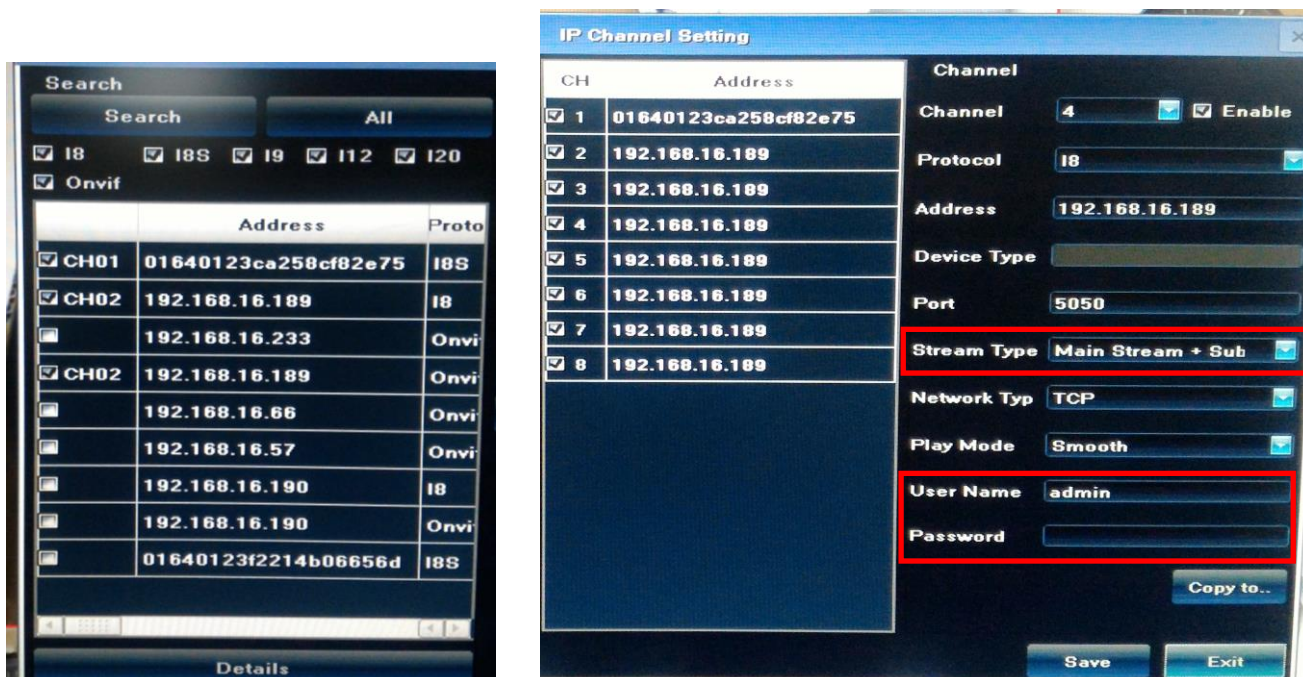 Search
Search All
I8 I8S I9 I12 I20
Onvif
Address Proto
CH01 01640123ca258cf82e75 I8S
CH02 192.168.16.189 I8
192.168.16.233 Onvi
CH02 192.168.16.189 Onvi
192.168.16.66 Onvi
192.168.16.57 Onvi
192.168.16.190 I8
192.168.16.190 Onvi
01640123f2214b06656d I8S
Details
IP Channel Setting
CH Address
1 01640123ca258cf82e75
2 192.168.16.189
3 192.168.16.189
4 192.168.16.189
5 192.168.16.189
6 192.168.16.189
7 192.168.16.189
8 192.168.16.189
Channel
Channel 4 Enable
Protocol I8
Address 192.168.16.189
Device Type
Port 5050
Stream Type Main Stream + Sub
Network Typ TCP
Play Mode Smooth
User Name admin
Password
Copy to..
Save Exit